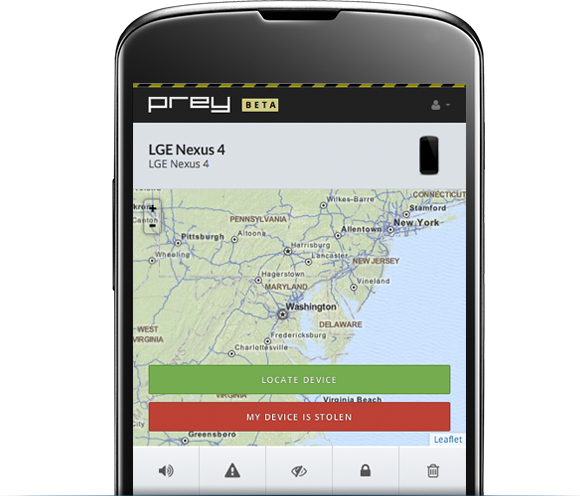 prey BETA
LGE Nexus 4
LGE Nexus 4
CONNECTICUT
Wilkes-Barre
Stamford
+
Canton
PENNSYLVANIA
New York
Pittsburgh
Altoona
Allentown
Harrisburg
Wheeling
Lancaster
NEW JERSEY
Hagerstown
MARYLAND
Vineland
Washington
WEST
VIRGINIA
DELAWARE
Fredericksburg
Charlottesville
LOCATE DEVICE
VIRGINIA
Virginia Beach
MY DEVICE IS STOLEN
Greensboro
Leaflet